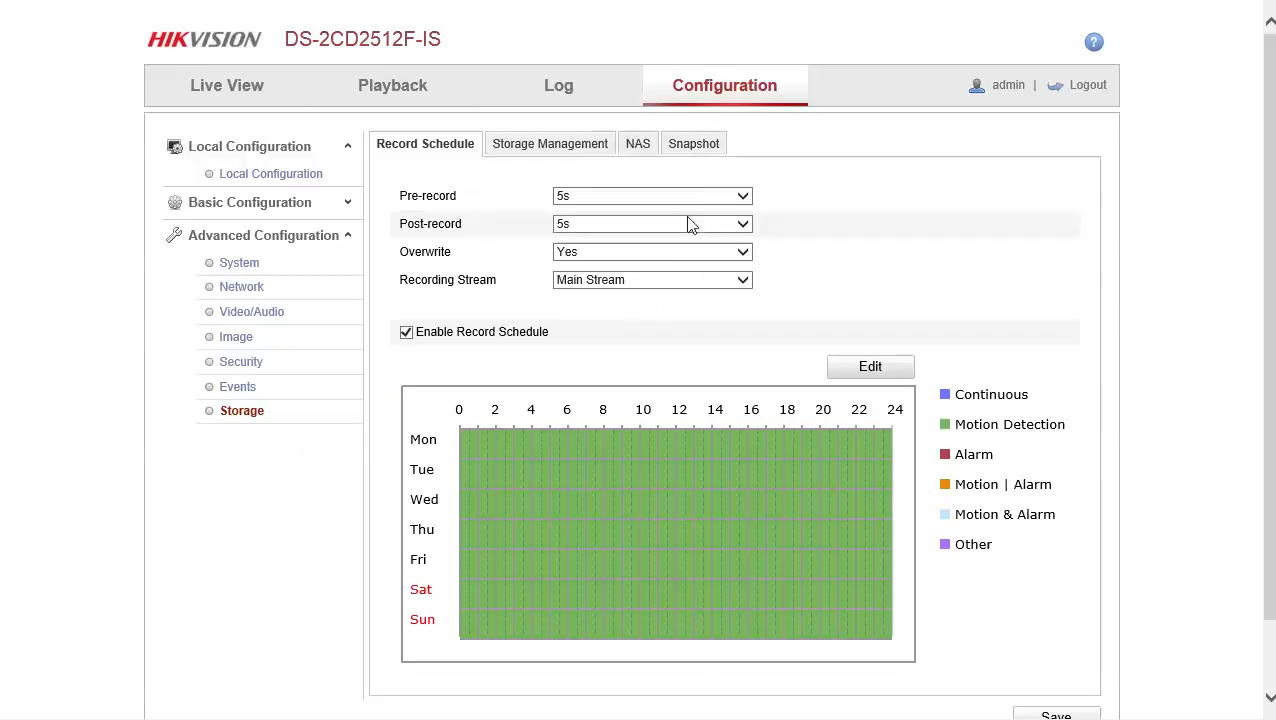 HIKVISION DS-2CD2512F-IS
?
Live View Playback Log Configuration admin | Logout
Local Configuration
Local Configuration
Basic Configuration
Advanced Configuration
System
Network
Video/Audio
Image
Security
Events
Storage
Record Schedule Storage Management NAS Snapshot
Pre-record 5s
Post-record 5s
Overwrite Yes
Recording Stream Main Stream
Enable Record Schedule
Edit
0 2 4 6 8 10 12 14 16 18 20 22 24
Mon
Tue
Wed
Thu
Fri
Sat
Sun
Continuous
Motion Detection
Alarm
Motion | Alarm
Motion & Alarm
Other
Save